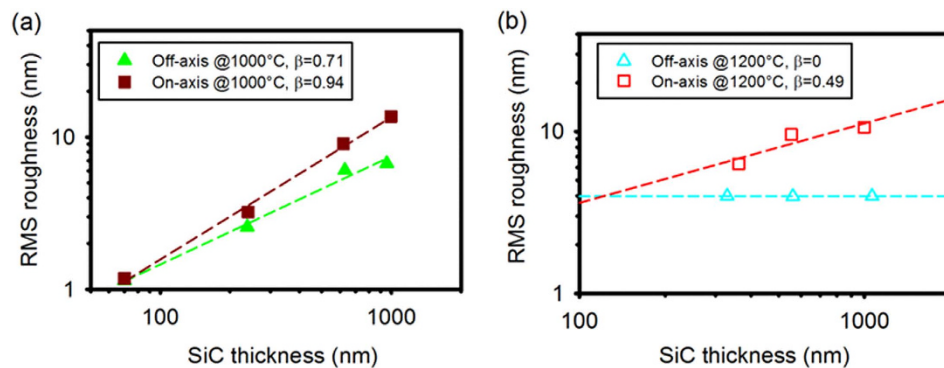 (a)
Off-axis @1000°C, β=0.71
On-axis @1000°C, β=0.94
RMS roughness (nm)
10
1
100
1000
SiC thickness (nm)
(b)
Off-axis @1200°C, β=0
On-axis @1200°C, β=0.49
RMS roughness (nm)
10
1
100
1000
SiC thickness (nm)